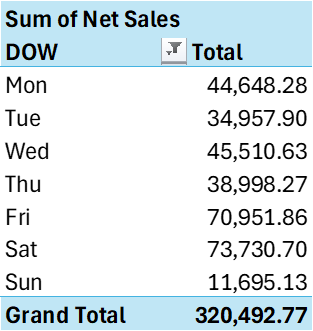 Sum of Net Sales
DOW Total
Mon 44,648.28
Tue 34,957.90
Wed 45,510.63
Thu 38,998.27
Fri 70,951.86
Sat 73,730.70
Sun 11,695.13
Grand Total 320,492.77